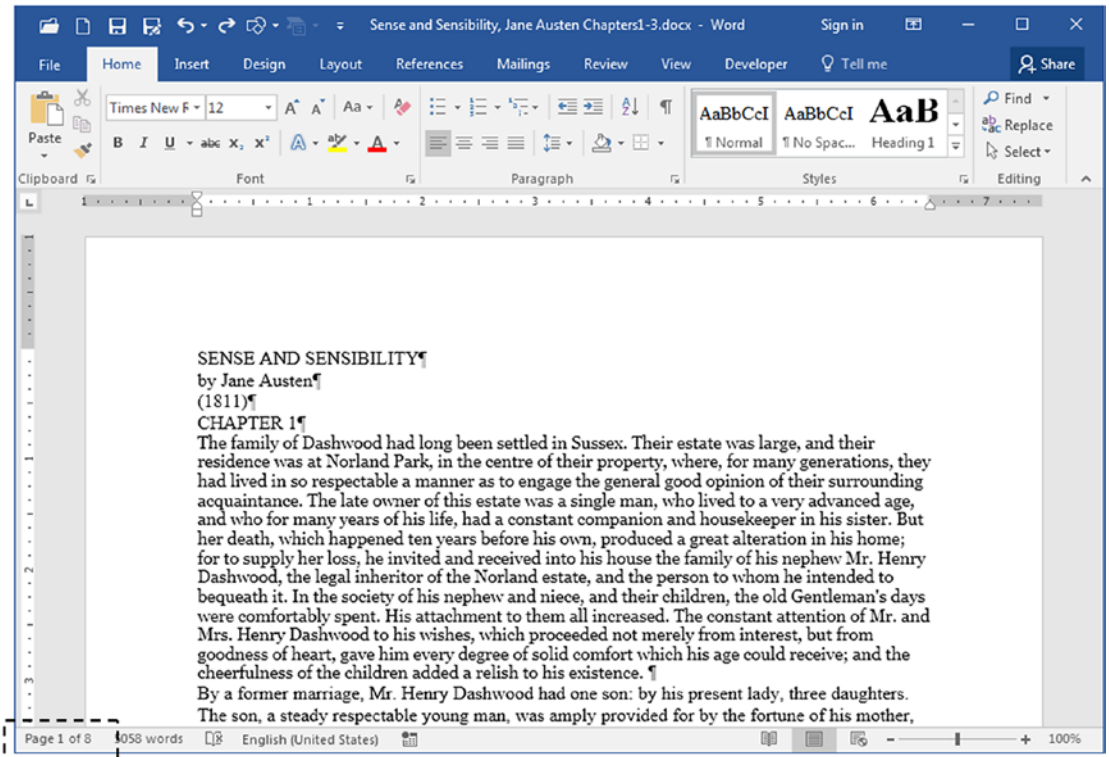 Sense and Sensibility, Jane Austen Chapters1-3.docx - Word Sign in
File Home Insert Design Layout References Mailings Review View Developer Tell me Share
Times New F 12 A A Aa AaBbCcI AaBbCcI AaB Find
Paste B I U abc X₂ X² A ab A ¶ Normal ¶ No Spac... Heading 1 Replace
Select
Clipboard Font Paragraph Styles Editing
L 1 1 2 3 4 5 6 7
SENSE AND SENSIBILITY¶
by Jane Austen¶
(1811)¶
CHAPTER 1¶
The family of Dashwood had long been settled in Sussex. Their estate was large, and their
residence was at Norland Park, in the centre of their property, where, for many generations, they
had lived in so respectable a manner as to engage the general good opinion of their surrounding
acquaintance. The late owner of this estate was a single man, who lived to a very advanced age,
and who for many years of his life, had a constant companion and housekeeper in his sister. But
her death, which happened ten years before his own, produced a great alteration in his home;
for to supply her loss, he invited and received into his house the family of his nephew Mr. Henry
Dashwood, the legal inheritor of the Norland estate, and the person to whom he intended to
bequeath it. In the society of his nephew and niece, and their children, the old Gentleman's days
were comfortably spent. His attachment to them all increased. The constant attention of Mr. and
Mrs. Henry Dashwood to his wishes, which proceeded not merely from interest, but from
goodness of heart, gave him every degree of solid comfort which his age could receive; and the
cheerfulness of the children added a relish to his existence. ¶
By a former marriage, Mr. Henry Dashwood had one son: by his present lady, three daughters.
The son, a steady respectable young man, was amply provided for by the fortune of his mother,
Page 1 of 8 words English (United States) 100%